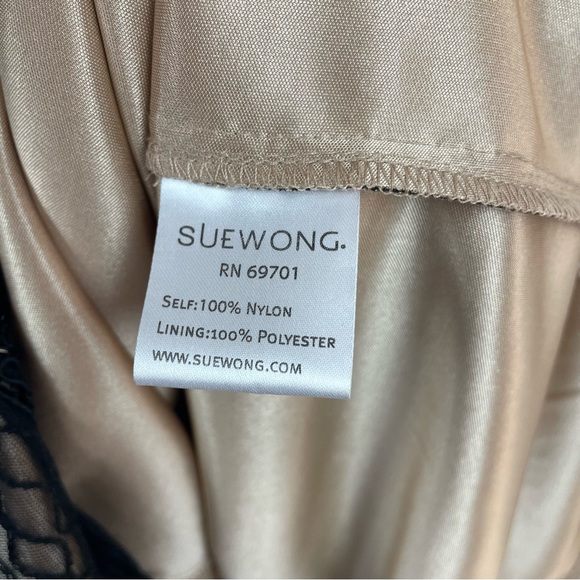 SUEWONG.
RN 69701
SELF:100% NYLON
LINING:100% POLYESTER
WWW.SUEWONG.COM